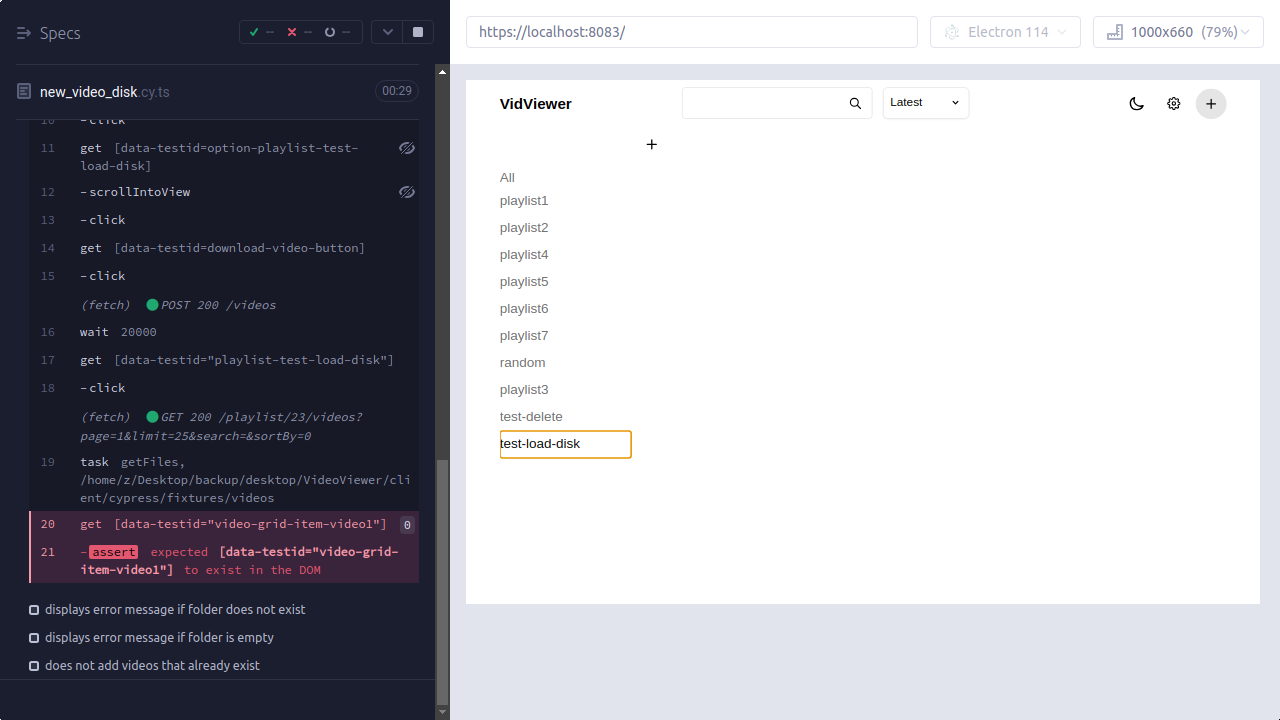 Specs
✓ -- ✕ -- --
new_video_disk.cy.ts 00:29
10 -click
11 get [data-testid=option-playlist-test-
load-disk]
12 -scrollIntoView
13 -click
14 get [data-testid=download-video-button]
15 -click
(fetch) POST 200 /videos
16 wait 20000
17 get [data-testid="playlist-test-load-disk"]
18 -click
(fetch) GET 200 /playlist/23/videos?
page=1&limit=25&search=&sortBy=0
19 task getFiles,
/home/z/Desktop/backup/desktop/VideoViewer/cli
ent/cypress/fixtures/videos
20 get [data-testid="video-grid-item-video1"] 0
21 -assert expected [data-testid="video-grid-
item-video1"] to exist in the DOM
displays error message if folder does not exist
displays error message if folder is empty
does not add videos that already exist
https://localhost:8083/
Electron 114
1000x660 (79%)
VidViewer
Latest
+
+
All
playlist1
playlist2
playlist4
playlist5
playlist6
playlist7
random
playlist3
test-delete
test-load-disk